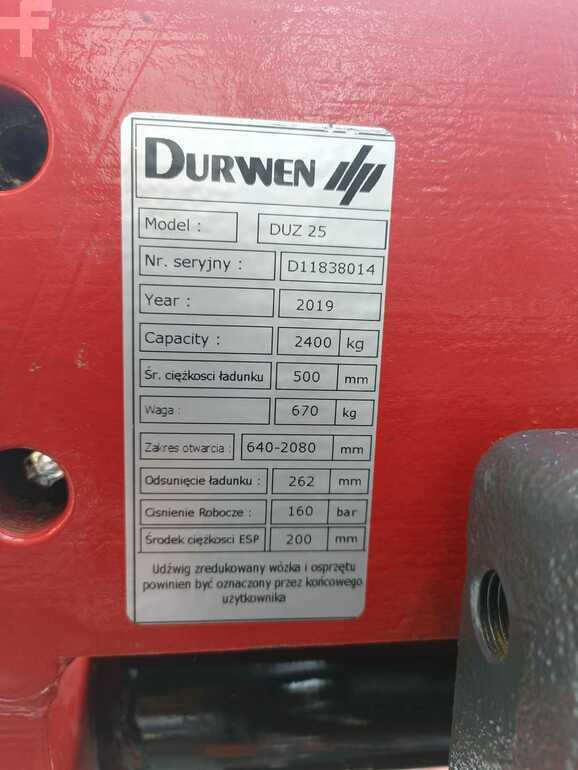 DURWEN
Model : DUZ 25
Nr. seryjny : D11838014
Year : 2019
Capacity : 2400 kg
Śr. ciężkosci ładunku 500 mm
Waga : 670 kg
Zakres otwarcia : 640-2080 mm
Odsunięcie ładunku : 262 mm
Cisnienie Robocze : 160 bar
Środek ciężkosci ESP 200 mm
Udźwig zredukowany wózka i osprzętu
powinien być oznaczony przez końcowego
użytkownika